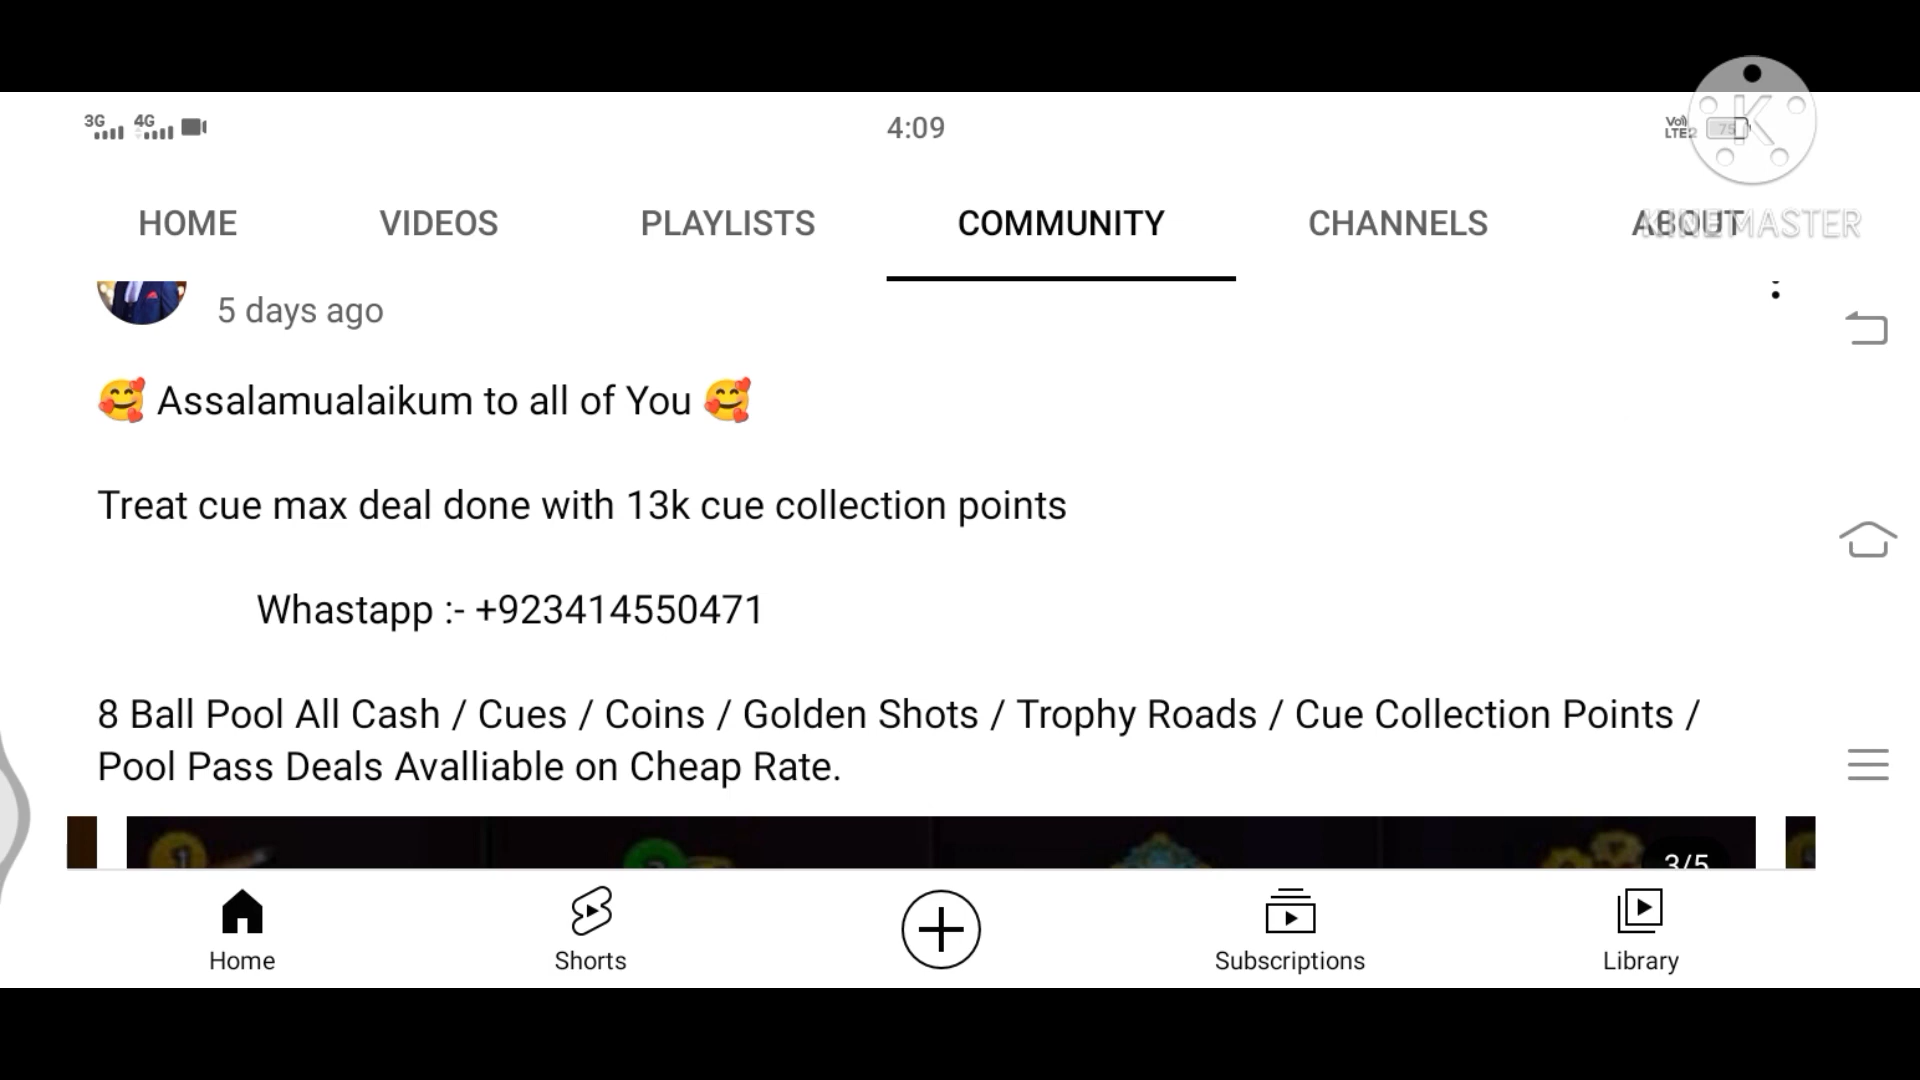 3G 4G 4:09 Vo) LTE2 75
HOME VIDEOS PLAYLISTS COMMUNITY CHANNELS ABOUT
KINEMASTER
5 days ago
🥰 Assalamualaikum to all of You 🥰
Treat cue max deal done with 13k cue collection points
Whastapp :- +923414550471
8 Ball Pool All Cash / Cues / Coins / Golden Shots / Trophy Roads / Cue Collection Points /
Pool Pass Deals Avalliable on Cheap Rate.
3/5
Home Shorts Subscriptions Library